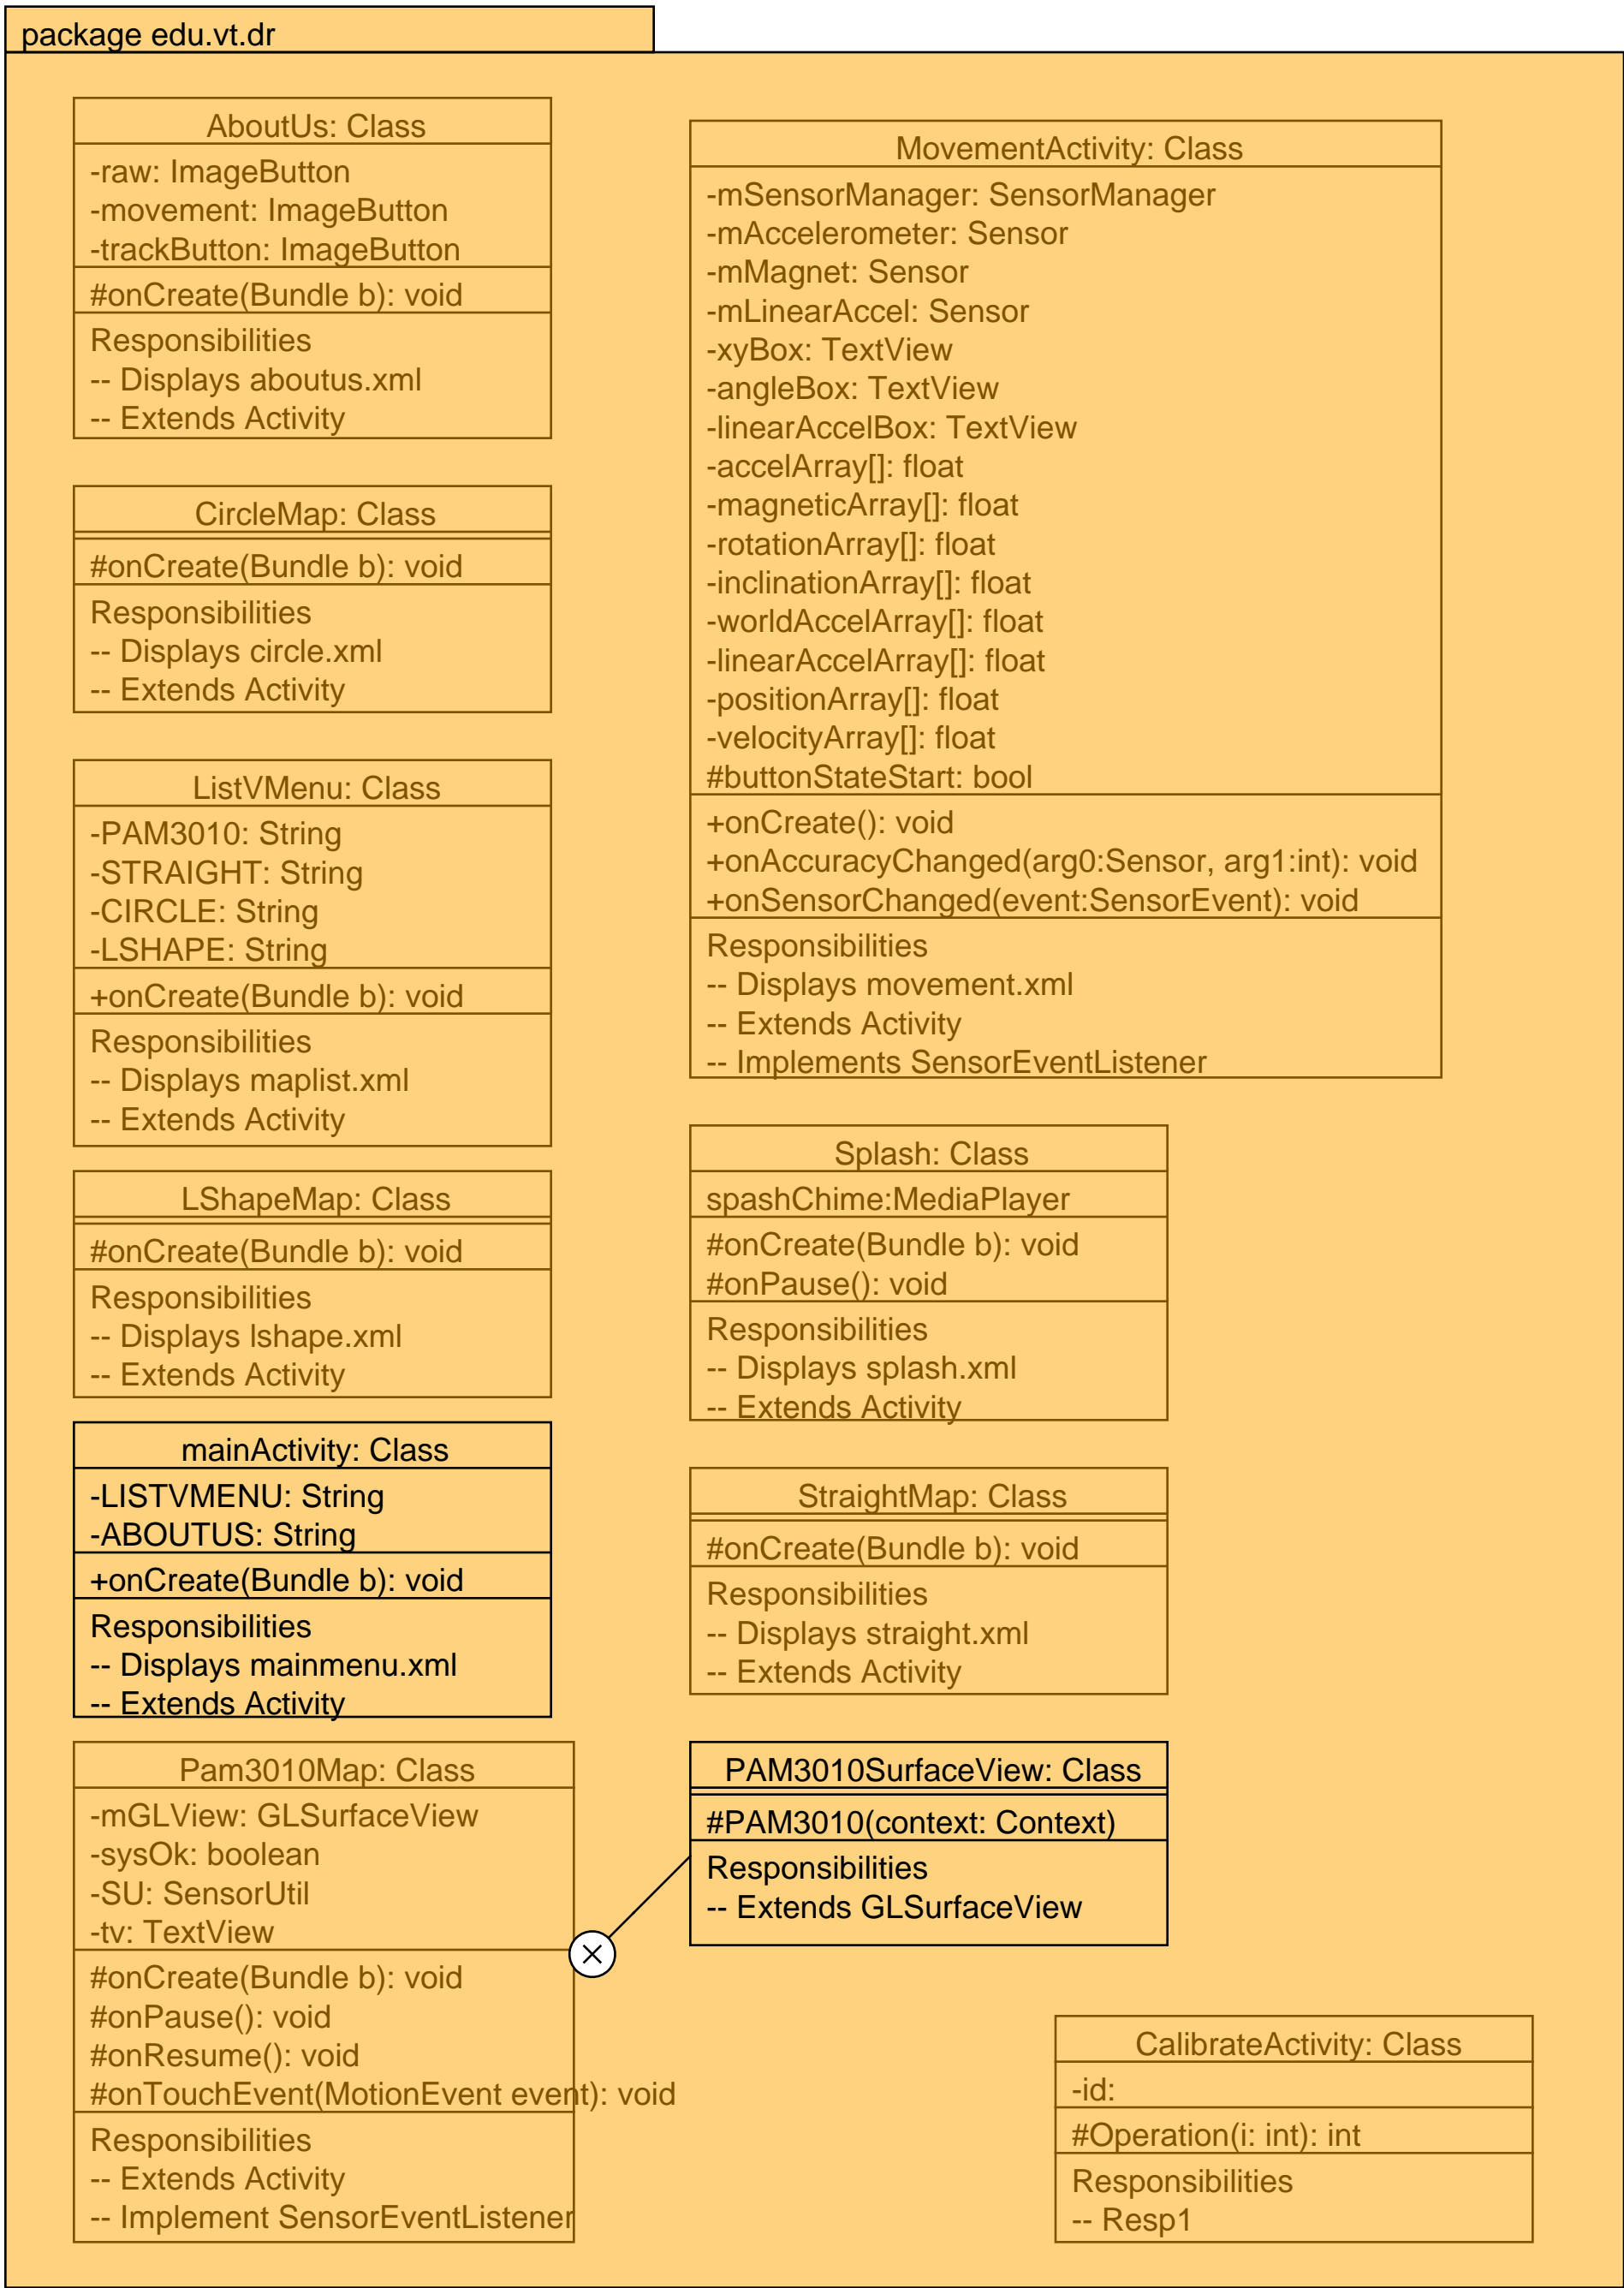 package edu.vt.dr
AboutUs: Class
-raw: ImageButton
-movement: ImageButton
-trackButton: ImageButton
#onCreate(Bundle b): void
Responsibilities
-- Displays aboutus.xml
-- Extends Activity
CircleMap: Class
#onCreate(Bundle b): void
Responsibilities
-- Displays circle.xml
-- Extends Activity
ListVMenu: Class
-PAM3010: String
-STRAIGHT: String
-CIRCLE: String
-LSHAPE: String
+onCreate(Bundle b): void
Responsibilities
-- Displays maplist.xml
-- Extends Activity
LShapeMap: Class
#onCreate(Bundle b): void
Responsibilities
-- Displays lshape.xml
-- Extends Activity
mainActivity: Class
-LISTVMENU: String
-ABOUTUS: String
+onCreate(Bundle b): void
Responsibilities
-- Displays mainmenu.xml
-- Extends Activity
Pam3010Map: Class
-mGLView: GLSurfaceView
-sysOk: boolean
-SU: SensorUtil
-tv: TextView
#onCreate(Bundle b): void
#onPause(): void
#onResume(): void
#onTouchEvent(MotionEvent event): void
Responsibilities
-- Extends Activity
-- Implement SensorEventListener
MovementActivity: Class
-mSensorManager: SensorManager
-mAccelerometer: Sensor
-mMagnet: Sensor
-mLinearAccel: Sensor
-xyBox: TextView
-angleBox: TextView
-linearAccelBox: TextView
-accelArray[]: float
-magneticArray[]: float
-rotationArray[]: float
-inclinationArray[]: float
-worldAccelArray[]: float
-linearAccelArray[]: float
-positionArray[]: float
-velocityArray[]: float
#buttonStateStart: bool
+onCreate(): void
+onAccuracyChanged(arg0:Sensor, arg1:int): void
+onSensorChanged(event:SensorEvent): void
Responsibilities
-- Displays movement.xml
-- Extends Activity
-- Implements SensorEventListener
Splash: Class
spashChime:MediaPlayer
#onCreate(Bundle b): void
#onPause(): void
Responsibilities
-- Displays splash.xml
-- Extends Activity
StraightMap: Class
#onCreate(Bundle b): void
Responsibilities
-- Displays straight.xml
-- Extends Activity
PAM3010SurfaceView: Class
#PAM3010(context: Context)
Responsibilities
-- Extends GLSurfaceView
CalibrateActivity: Class
-id:
#Operation(i: int): int
Responsibilities
-- Resp1